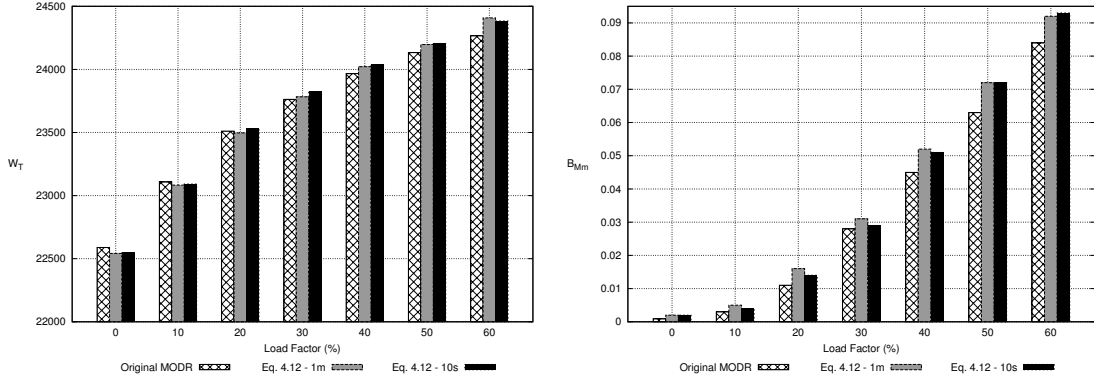 24500
24000
23500
23000
22500
22000
W_T
0 10 20 30 40 50 60
Load Factor (%)
Original MODR Eq. 4.12 - 1m Eq. 4.12 - 10s
0.09
0.08
0.07
0.06
0.05
0.04
0.03
0.02
0.01
0
B_Mm
0 10 20 30 40 50 60
Load Factor (%)
Original MODR Eq. 4.12 - 1m Eq. 4.12 - 10s